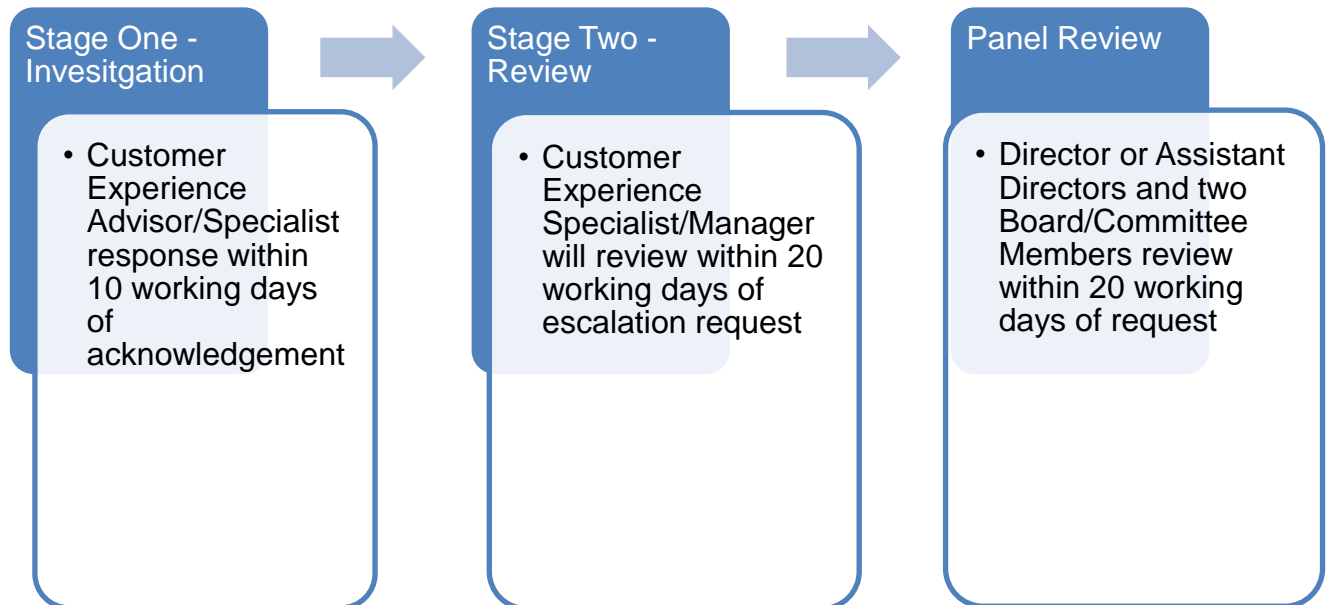 Stage One -
Invesitgation
• Customer
Experience
Advisor/Specialist
response within
10 working days
of
acknowledgement
Stage Two -
Review
• Customer
Experience
Specialist/Manager
will review within 20
working days of
escalation request
Panel Review
• Director or Assistant
Directors and two
Board/Committee
Members review
within 20 working
days of request